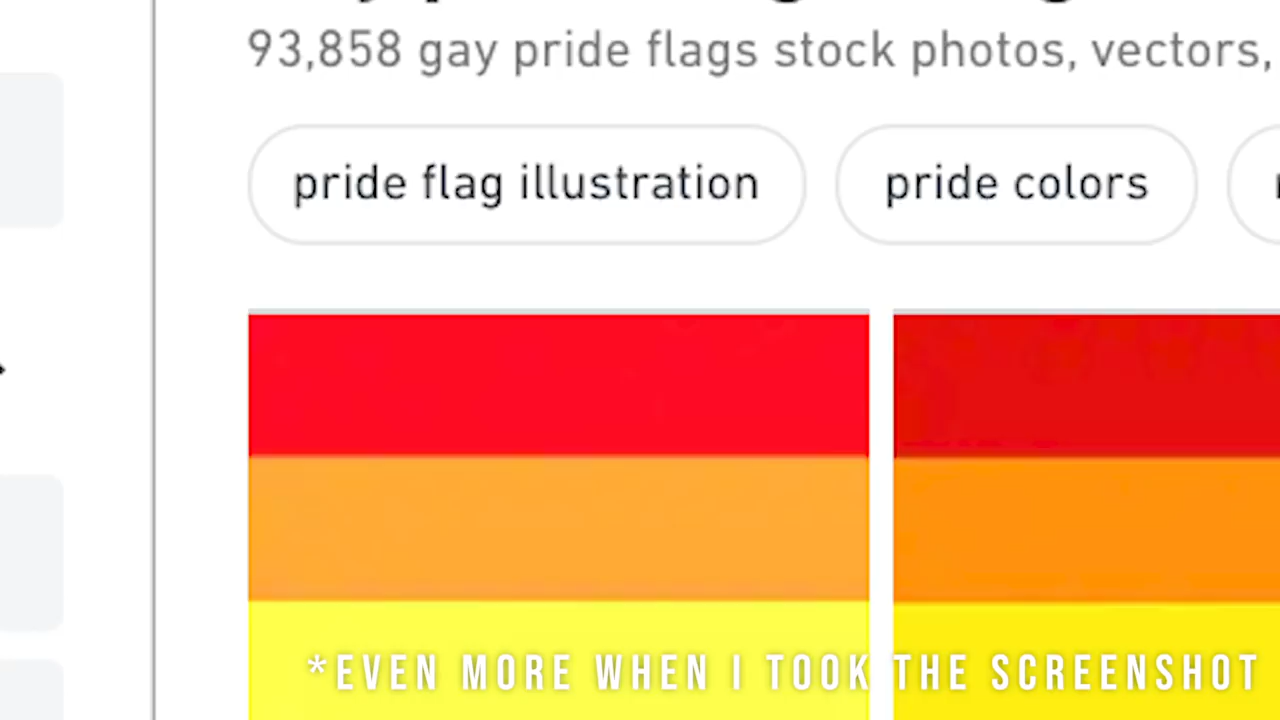 93,858 gay pride flags stock photos, vectors,
pride flag illustration
pride colors
*EVEN MORE WHEN I TOOK THE SCREENSHOT